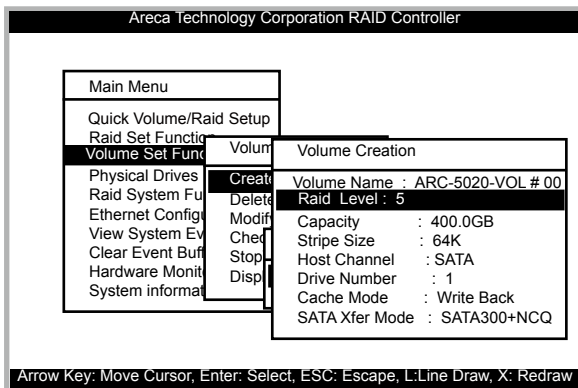 Areca Technology Corporation RAID Controller
Main Menu
Quick Volume/Raid Setup
Raid Set Function
Volume Set Func
Physical Drives
Raid System Fu
Ethernet Configu
View System Ev
Clear Event Buff
Hardware Monit
System informat
Volum
Create
Delete
Modify
Chec
Stop
Displ
Volume Creation
Volume Name : ARC-5020-VOL # 00
Raid Level : 5
Capacity : 400.0GB
Stripe Size : 64K
Host Channel : SATA
Drive Number : 1
Cache Mode : Write Back
SATA Xfer Mode : SATA300+NCQ
Arrow Key: Move Cursor, Enter: Select, ESC: Escape, L:Line Draw, X: Redraw